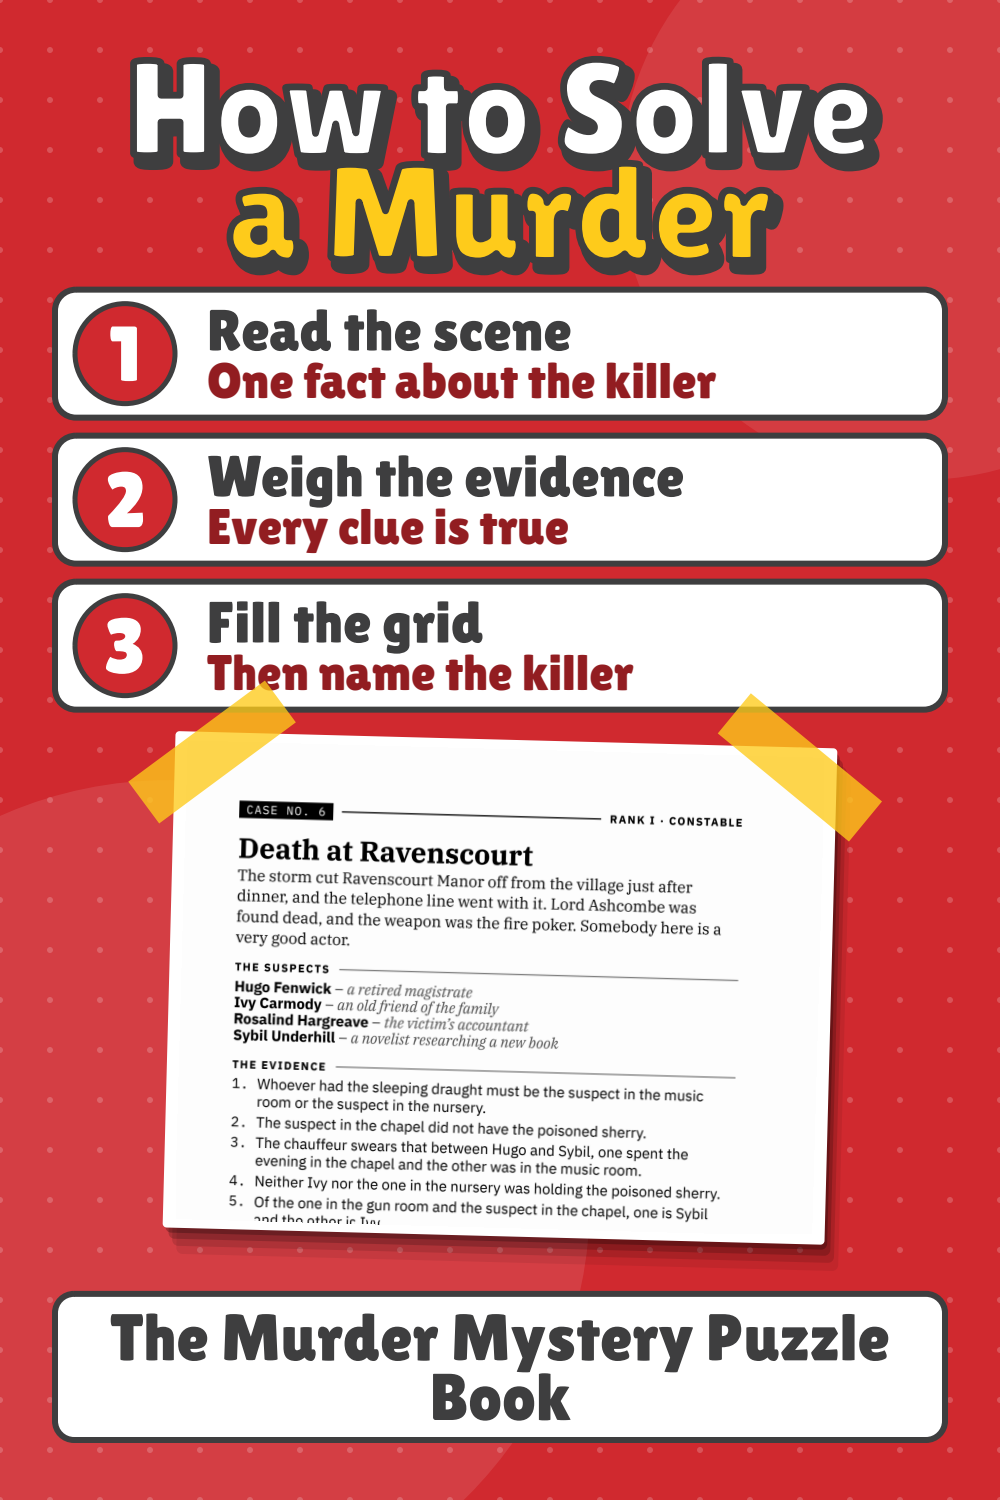 How to Solve
a Murder
1
Read the scene
One fact about the killer
2
Weigh the evidence
Every clue is true
3
Fill the grid
Then name the killer
CASE NO. 6
RANK I · CONSTABLE
Death at Ravenscourt
The storm cut Ravenscourt Manor off from the village just after
dinner, and the telephone line went with it. Lord Ashcombe was
found dead, and the weapon was the fire poker. Somebody here is a
very good actor.
THE SUSPECTS
Hugo Fenwick – a retired magistrate
Ivy Carmody – an old friend of the family
Rosalind Hargreave – the victim's accountant
Sybil Underhill – a novelist researching a new book
THE EVIDENCE
1. Whoever had the sleeping draught must be the suspect in the music
room or the suspect in the nursery.
2. The suspect in the chapel did not have the poisoned sherry.
3. The chauffeur swears that between Hugo and Sybil, one spent the
evening in the chapel and the other was in the music room.
4. Neither Ivy nor the one in the nursery was holding the poisoned sherry.
5. Of the one in the gun room and the suspect in the chapel, one is Sybil
and the other is Ivy
The Murder Mystery Puzzle
Book